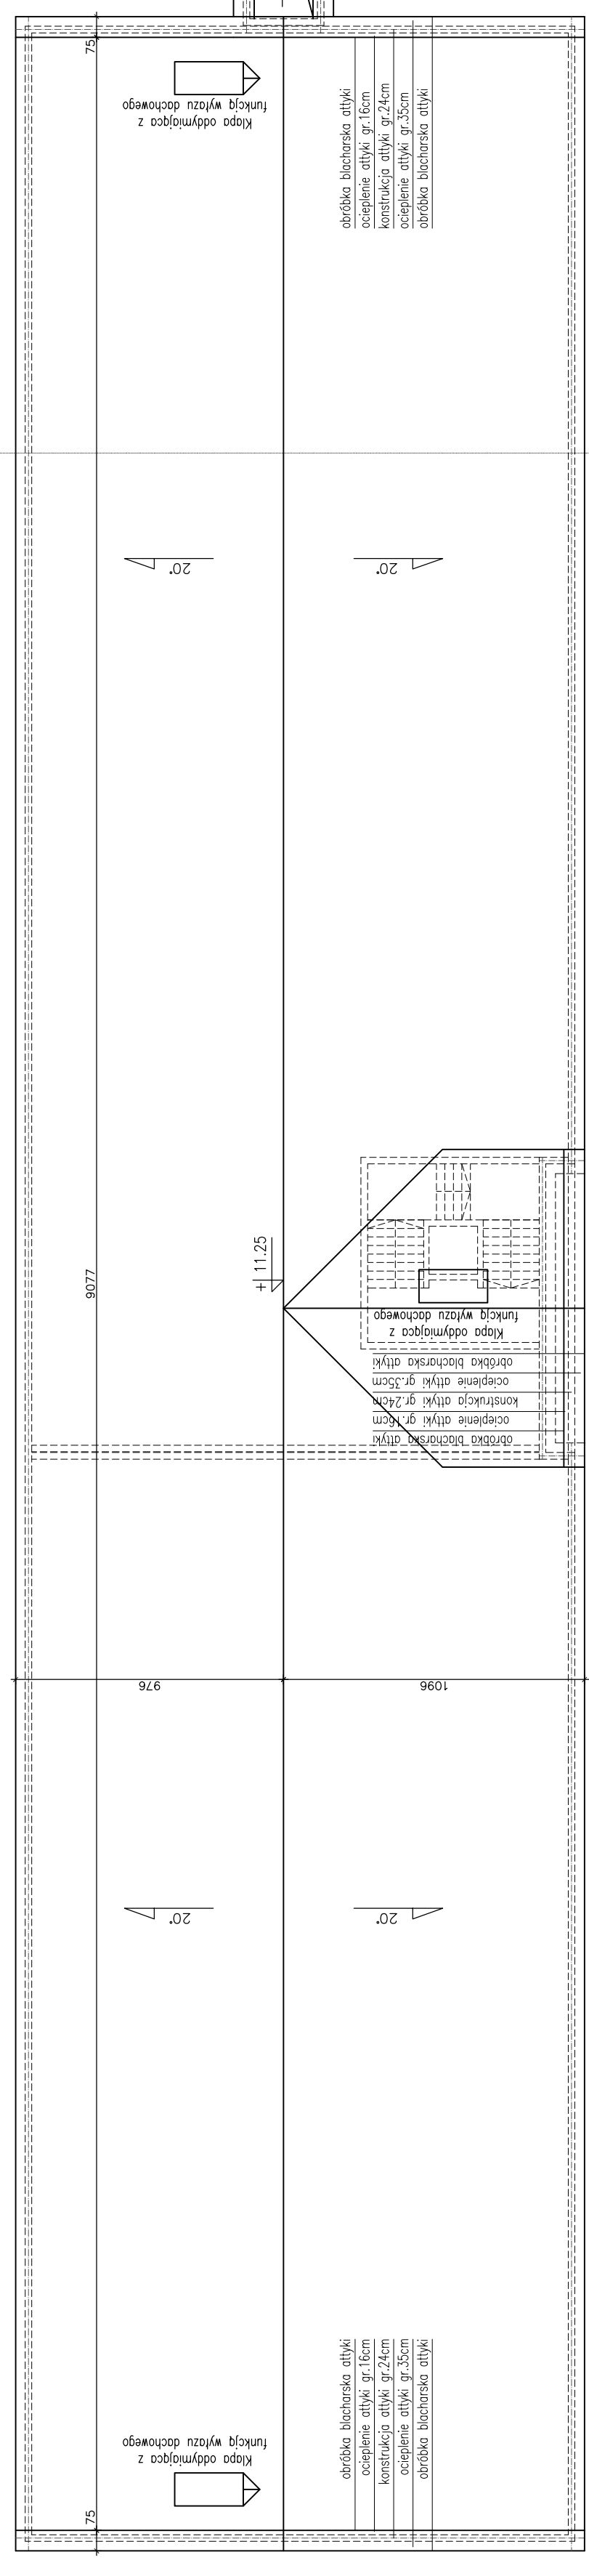 75
Klapa oddymiająca z
funkcją wyłazu dachowego
obróbka blacharska attyki
ocieplenie attyki gr.16cm
konstrukcja attyki gr.24cm
ocieplenie attyki gr.35cm
obróbka blacharska attyki
20°
20°
+ 11.25
9077
Klapa oddymiająca z
funkcją wyłazu dachowego
obróbka blacharska attyki
ocieplenie attyki gr.16cm
konstrukcja attyki gr.24cm
ocieplenie attyki gr.35cm
obróbka blacharska attyki
976
1096
20°
20°
obróbka blacharska attyki
ocieplenie attyki gr.16cm
konstrukcja attyki gr.24cm
ocieplenie attyki gr.35cm
obróbka blacharska attyki
Klapa oddymiająca z
funkcją wyłazu dachowego
75